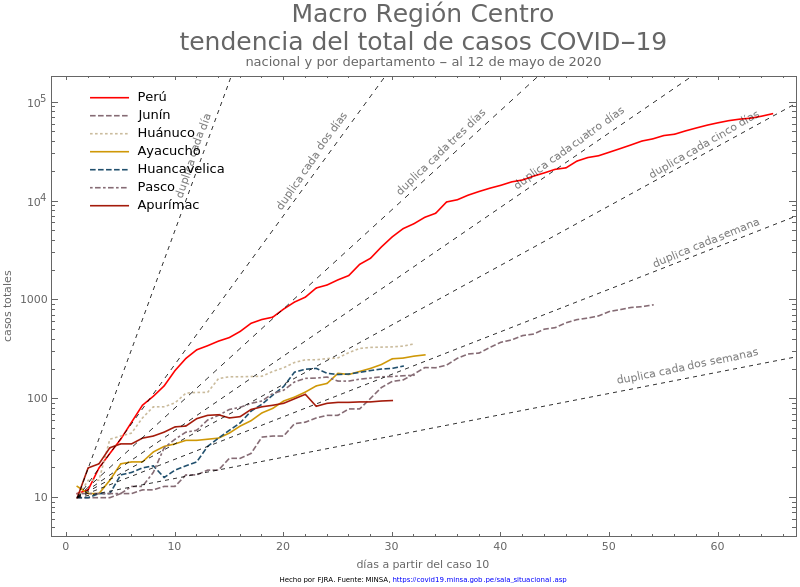 Macro Región Centro
tendencia del total de casos COVID−19
nacional y por departamento − al 12 de mayo de 2020
Perú
Junín
Huánuco
Ayacucho
Huancavelica
Pasco
Apurímac
duplica cada día
duplica cada dos días
duplica cada tres días
duplica cada cuatro días
duplica cada cinco días
duplica cada semana
duplica cada dos semanas
casos totales
10^5
10^4
1000
100
10
0 10 20 30 40 50 60
días a partir del caso 10
Hecho por FJRA. Fuente: MINSA, https://covid19.minsa.gob.pe/sala_situacional.asp